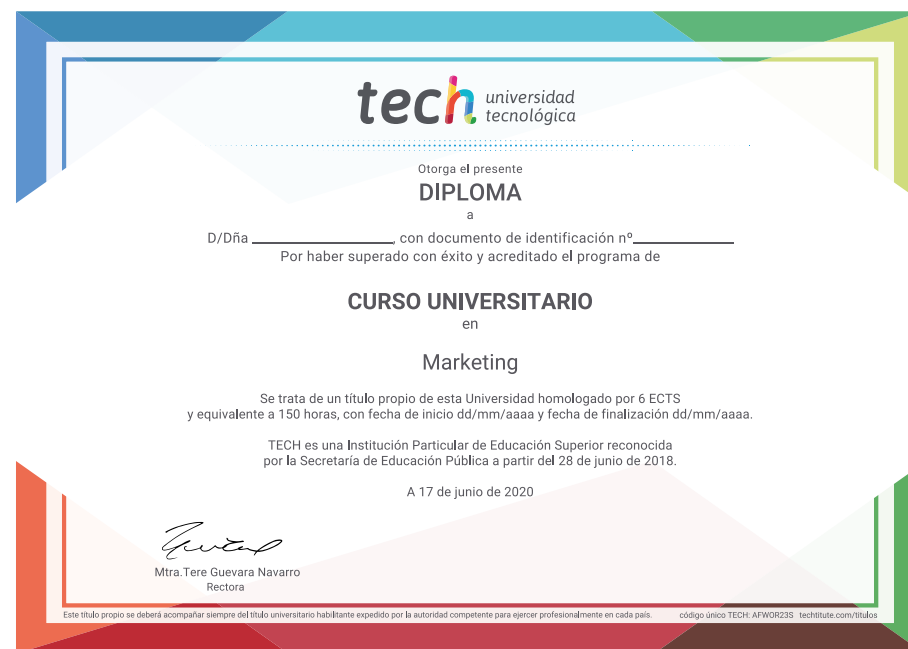 tech universidad
tecnológica
Otorga el presente
DIPLOMA
a
D/Dña ____________________, con documento de identificación nº______________
Por haber superado con éxito y acreditado el programa de
CURSO UNIVERSITARIO
en
Marketing
Se trata de un título propio de esta Universidad homologado por 6 ECTS
y equivalente a 150 horas, con fecha de inicio dd/mm/aaaa y fecha de finalización dd/mm/aaaa.
TECH es una Institución Particular de Educación Superior reconocida
por la Secretaría de Educación Pública a partir del 28 de junio de 2018.
A 17 de junio de 2020
Mtra.Tere Guevara Navarro
Rectora
Este título propio se deberá acompañar siempre del título universitario habilitante expedido por la autoridad competente para ejercer profesionalmente en cada país. código único TECH: AFWOR23S techtitute.com/titulos